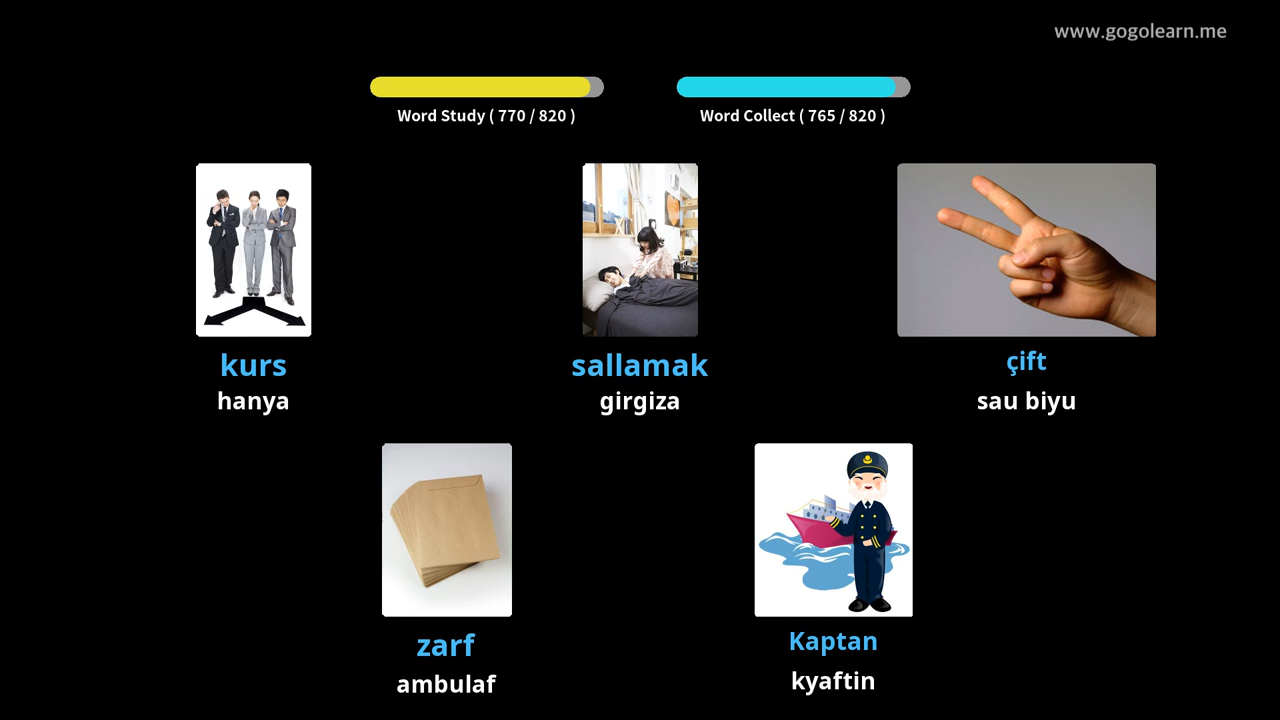 www.gogolearn.me
Word Study ( 770 / 820 )
Word Collect ( 765 / 820 )
kurs
hanya
sallamak
girgiza
çift
sau biyu
zarf
ambulaf
Kaptan
kyaftin